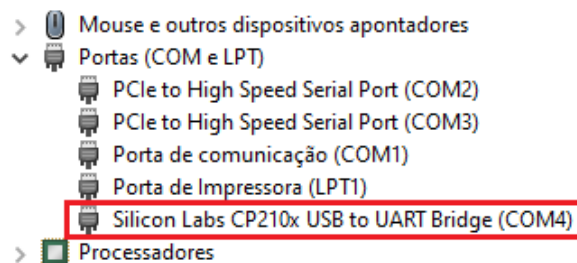 Mouse e outros dispositivos apontadores
Portas (COM e LPT)
PCIe to High Speed Serial Port (COM2)
PCIe to High Speed Serial Port (COM3)
Porta de comunicação (COM1)
Porta de Impressora (LPT1)
Silicon Labs CP210x USB to UART Bridge (COM4)
Processadores